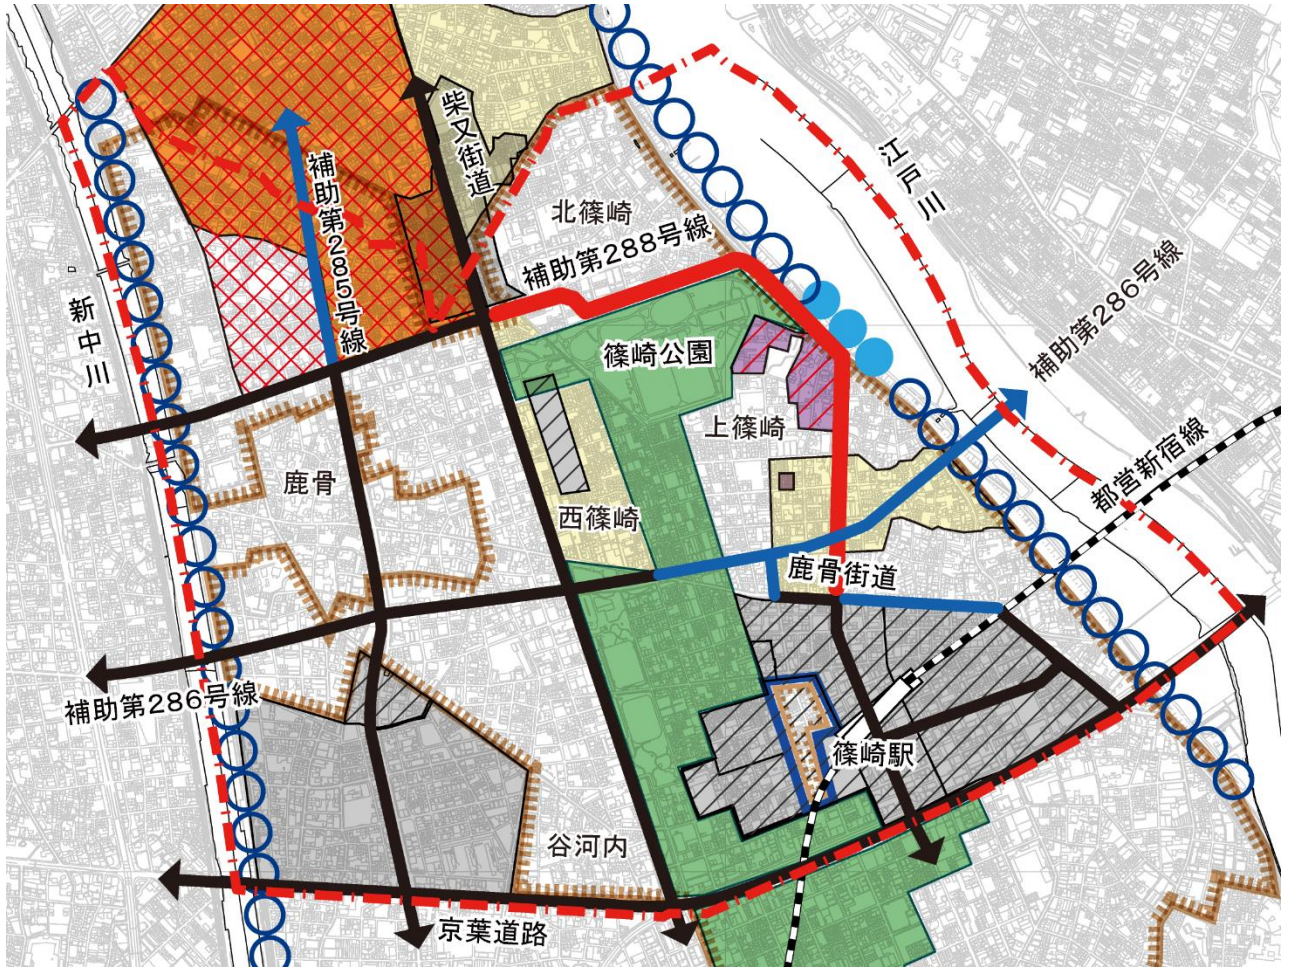 柴又街道
江戸川
補助第285号線
北篠崎
補助第288号線
補助第286号線
新中川
篠崎公園
上篠崎
都営新宿線
鹿骨
西篠崎
鹿骨街道
補助第286号線
篠崎駅
谷河内
京葉道路